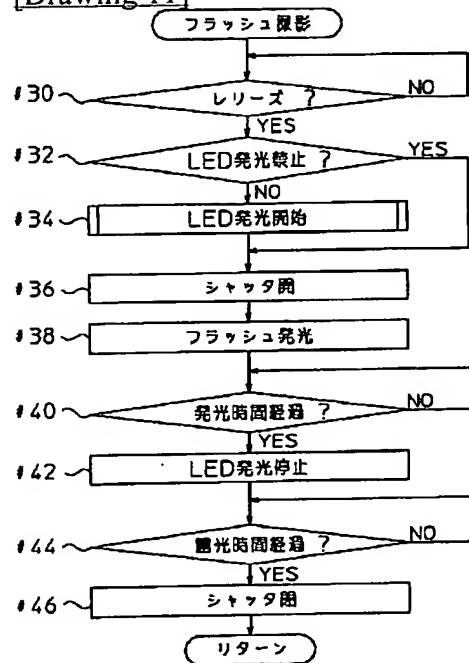 [Drawing 11]
フラッシュ撮影
#30 レリーズ ? NO
YES
#32 LED発光禁止 ? YES
NO
#34 LED発光開始
#36 シャッタ開
#38 フラッシュ発光
#40 発光時間経過 ? NO
YES
#42 LED発光停止
#44 露光時間経過 ? NO
YES
#46 シャッタ閉
リターン